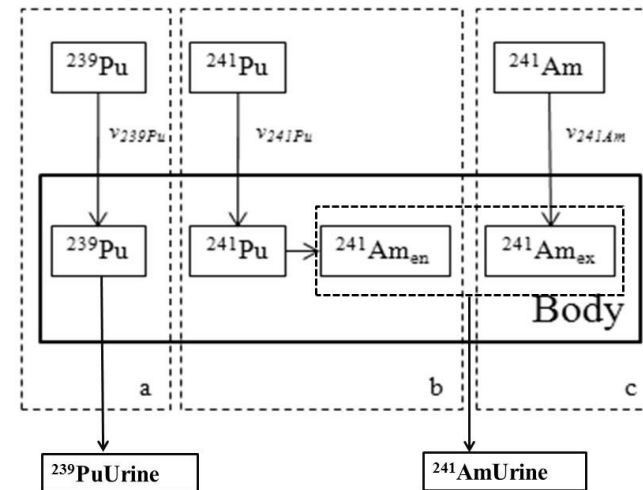 ²³⁹Pu ²⁴¹Pu ²⁴¹Am
v₂₃₉Pu v₂₄₁Pu v₂₄₁Am
²³⁹Pu ²⁴¹Pu ²⁴¹Amₑₙ ²⁴¹Amₑₓ
Body
a b c
²³⁹PuUrine ²⁴¹AmUrine